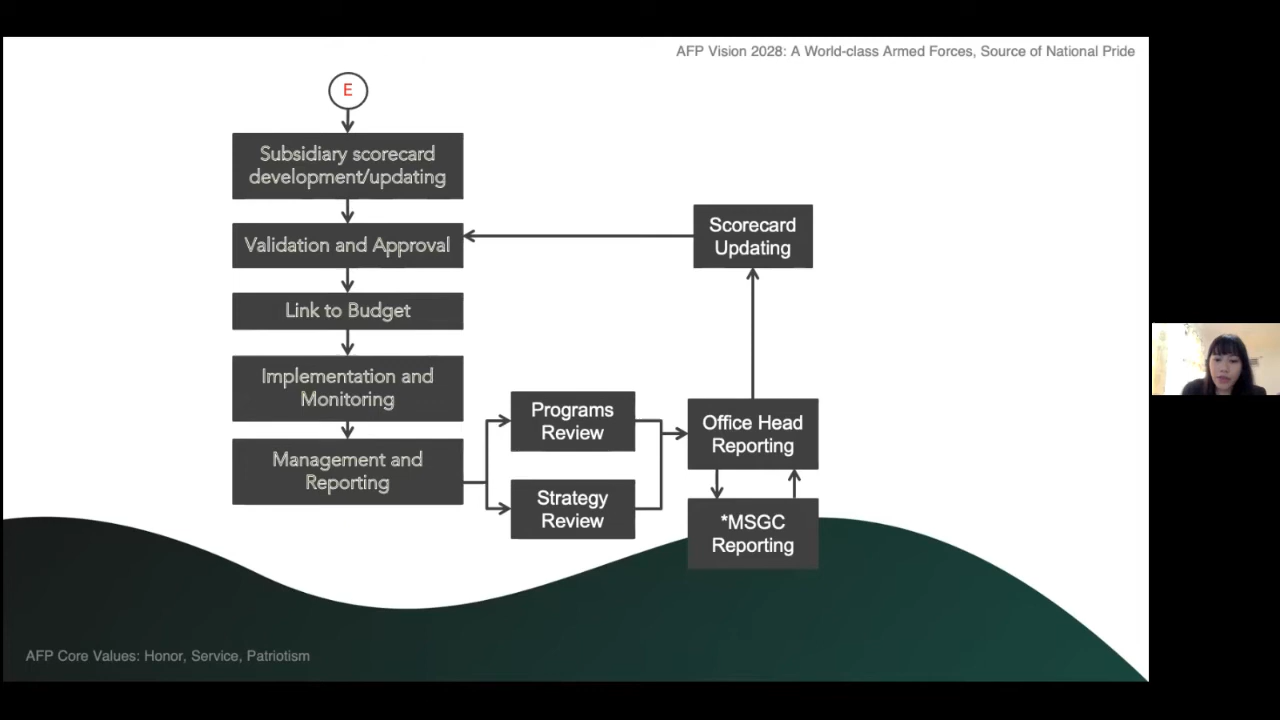 AFP Vision 2028: A World-class Armed Forces, Source of National Pride
E
Subsidiary scorecard
development/updating
Validation and Approval
Link to Budget
Implementation and
Monitoring
Management and
Reporting
Programs
Review
Strategy
Review
Scorecard
Updating
Office Head
Reporting
*MSGC
Reporting
AFP Core Values: Honor, Service, Patriotism